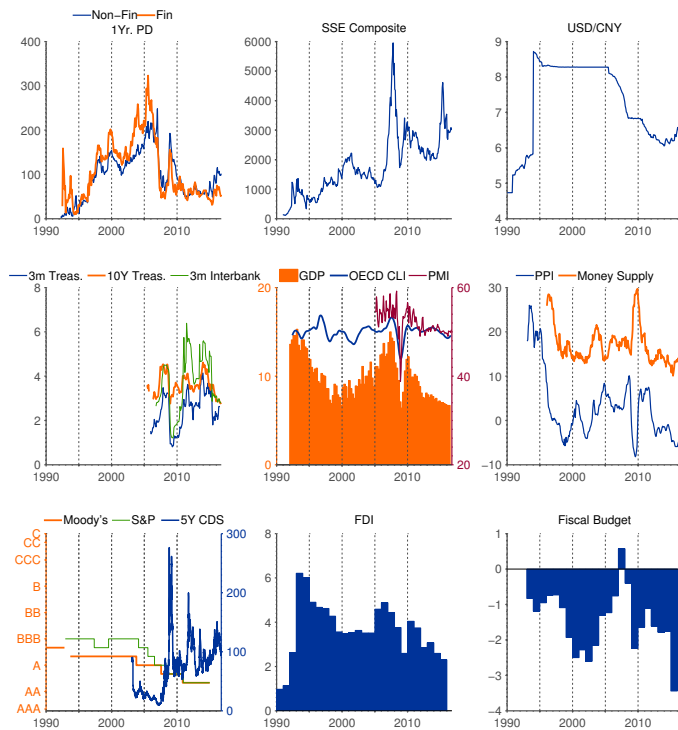 Non-Fin Fin
1Yr. PD
400
300
200
100
0
1990 2000 2010
SSE Composite
6000
5000
4000
3000
2000
1000
0
1990 2000 2010
USD/CNY
9
8
7
6
5
4
1990 2000 2010
3m Treas. 10Y Treas. 3m Interbank
8
6
4
2
0
1990 2000 2010
GDP OECD CLI PMI
20 60
10 50
0 40
20
1990 2000 2010
PPI Money Supply
30
20
10
0
−10
1990 2000 2010
Moody's S&P 5Y CDS
C 300
CC
CCC
B 200
BB
BBB 100
A
AA
AAA 0
1990 2000 2010
FDI
8
6
4
2
0
1990 2000 2010
Fiscal Budget
1
0
−1
−2
−3
−4
1990 2000 2010